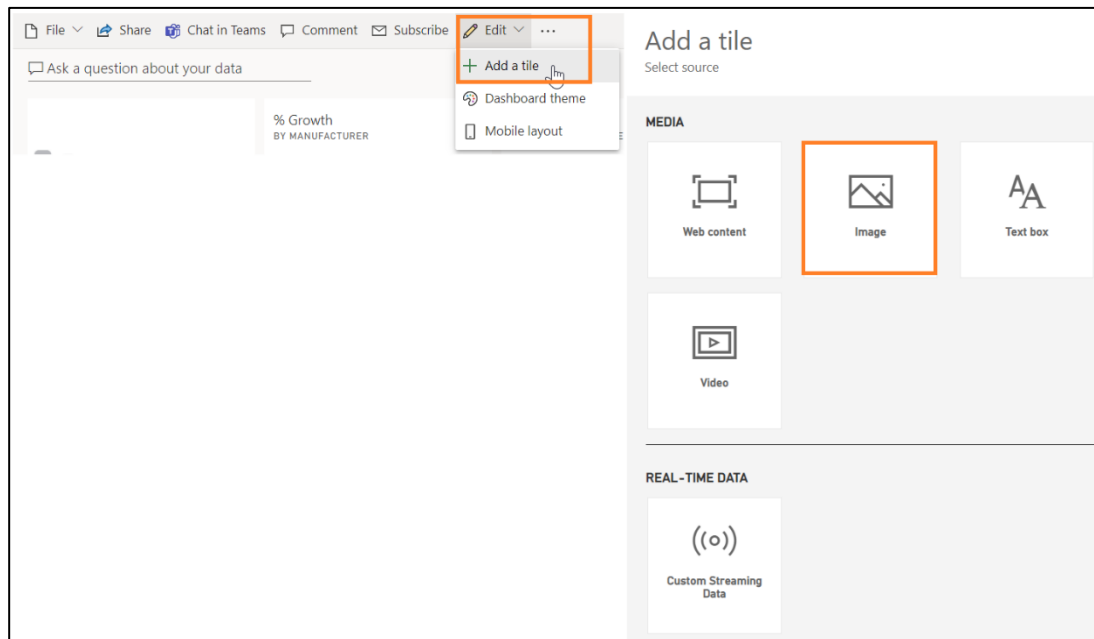 File Share Chat in Teams Comment Subscribe Edit ...
Ask a question about your data
Add a tile
Dashboard theme
Mobile layout
% Growth
BY MANUFACTURER
Add a tile
Select source
MEDIA
Web content
Image
Text box
Video
REAL-TIME DATA
Custom Streaming
Data